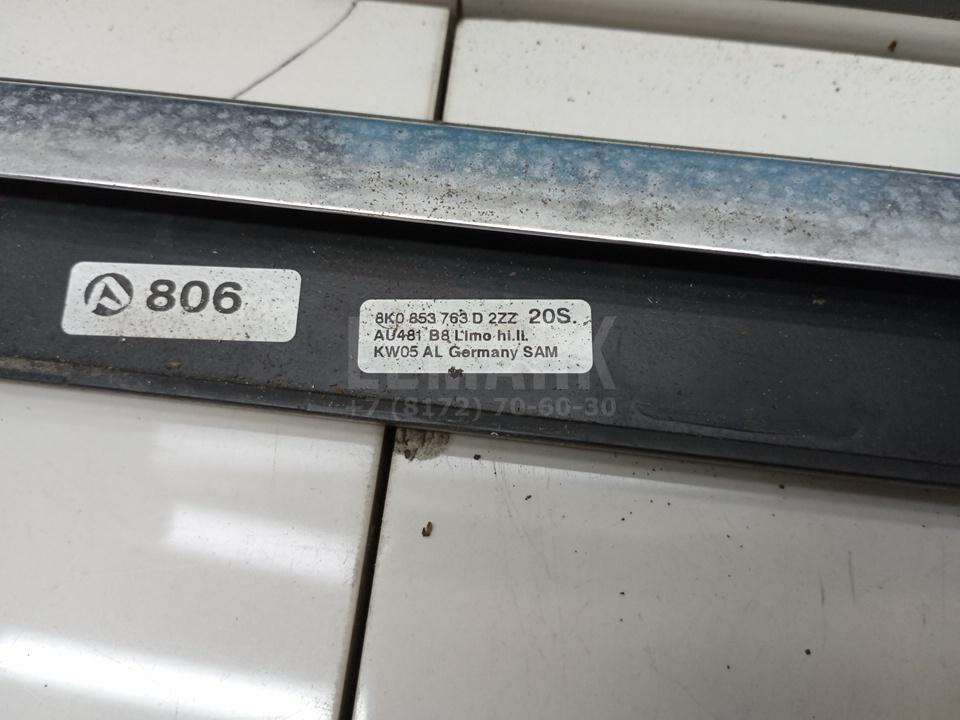 806
8K0 853 763 D 2ZZ 20S.
AU481 B8 Limo hi.li.
KW05 AL Germany SAM
LEMARK
+7 (8172) 70-60-30